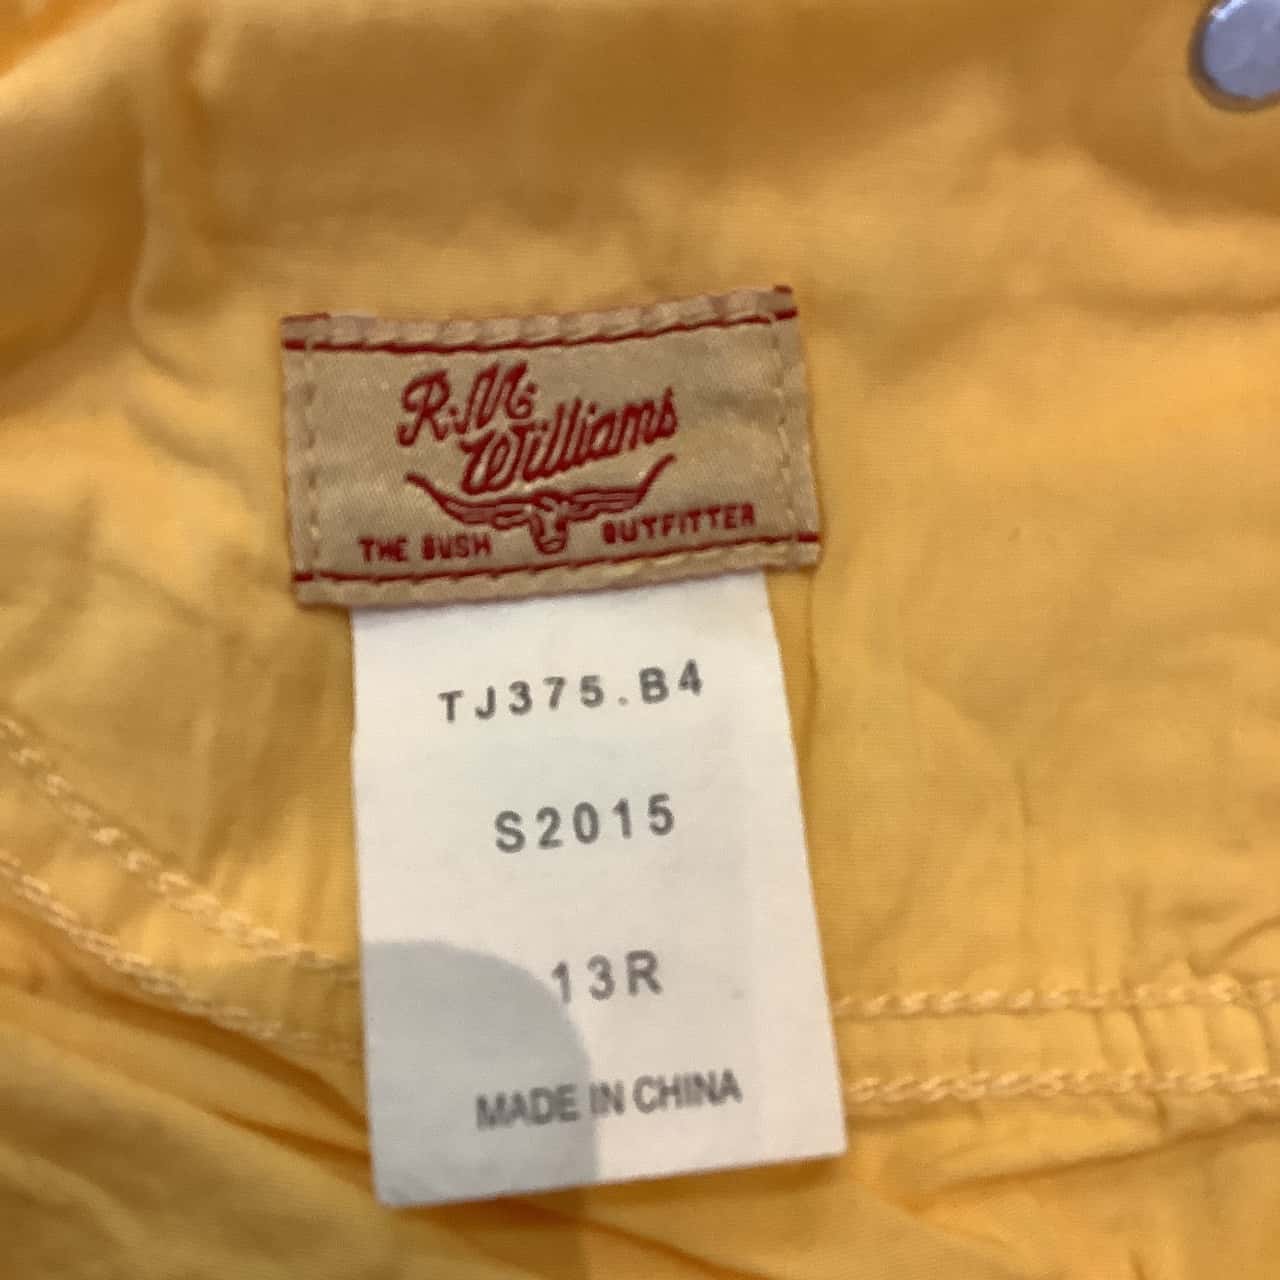 R.M.
Williams
THE BUSH OUTFITTER
TJ375.B4
S2015
13R
MADE IN CHINA